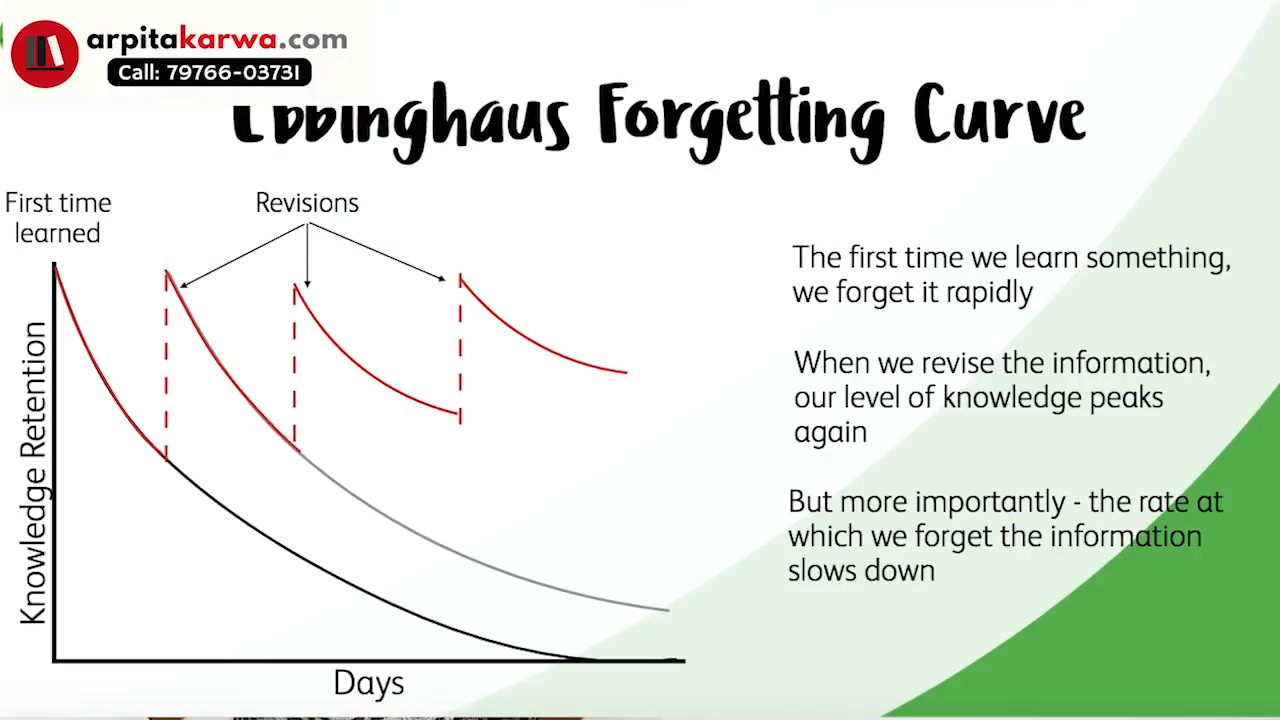 arpitakarwa.com
Call: 79766-03731
Ebbinghaus Forgetting Curve
First time
learned
Revisions
Knowledge Retention
Days
The first time we learn something,
we forget it rapidly
When we revise the information,
our level of knowledge peaks
again
But more importantly - the rate at
which we forget the information
slows down